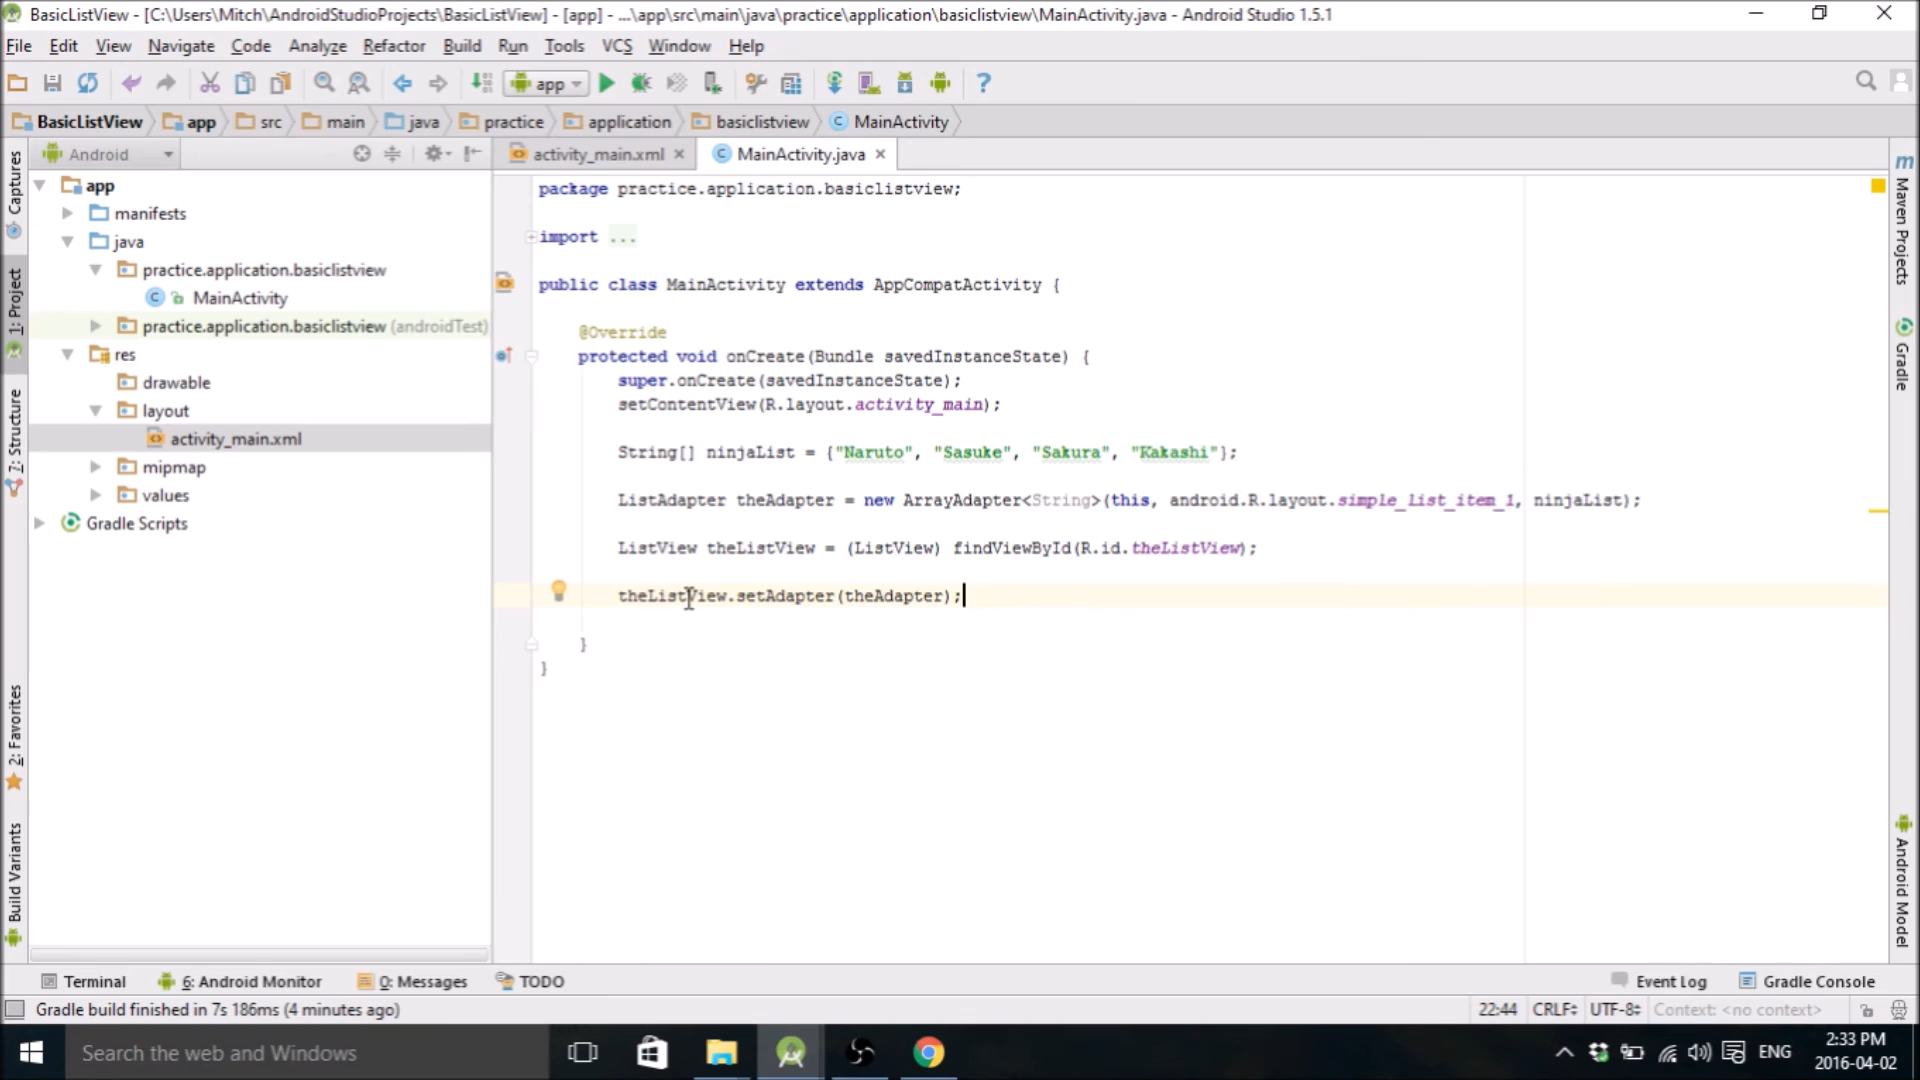 BasicListView - [C:\Users\Mitch\AndroidStudioProjects\BasicListView] - [app] - ...\app\src\main\java\practice\application\basiclistview\MainActivity.java - Android Studio 1.5.1
File Edit View Navigate Code Analyze Refactor Build Run Tools VCS Window Help
app
BasicListView app src main java practice application basiclistview MainActivity
Android
activity_main.xml
MainActivity.java
Captures
1: Project
7: Structure
2: Favorites
Build Variants
app
manifests
java
practice.application.basiclistview
MainActivity
practice.application.basiclistview (androidTest)
res
drawable
layout
activity_main.xml
mipmap
values
Gradle Scripts
package practice.application.basiclistview;
import ...
public class MainActivity extends AppCompatActivity {
@Override
protected void onCreate(Bundle savedInstanceState) {
super.onCreate(savedInstanceState);
setContentView(R.layout.activity_main);
String[] ninjaList = {"Naruto", "Sasuke", "Sakura", "Kakashi"};
ListAdapter theAdapter = new ArrayAdapter<String>(this, android.R.layout.simple_list_item_1, ninjaList);
ListView theListView = (ListView) findViewById(R.id.theListView);
theListView.setAdapter(theAdapter);
}
}
Maven Projects
Gradle
Android Model
Terminal 6: Android Monitor 0: Messages TODO Event Log Gradle Console
Gradle build finished in 7s 186ms (4 minutes ago) 22:44 CRLF UTF-8 Context: <no context>
Search the web and Windows
ENG
2:33 PM
2016-04-02